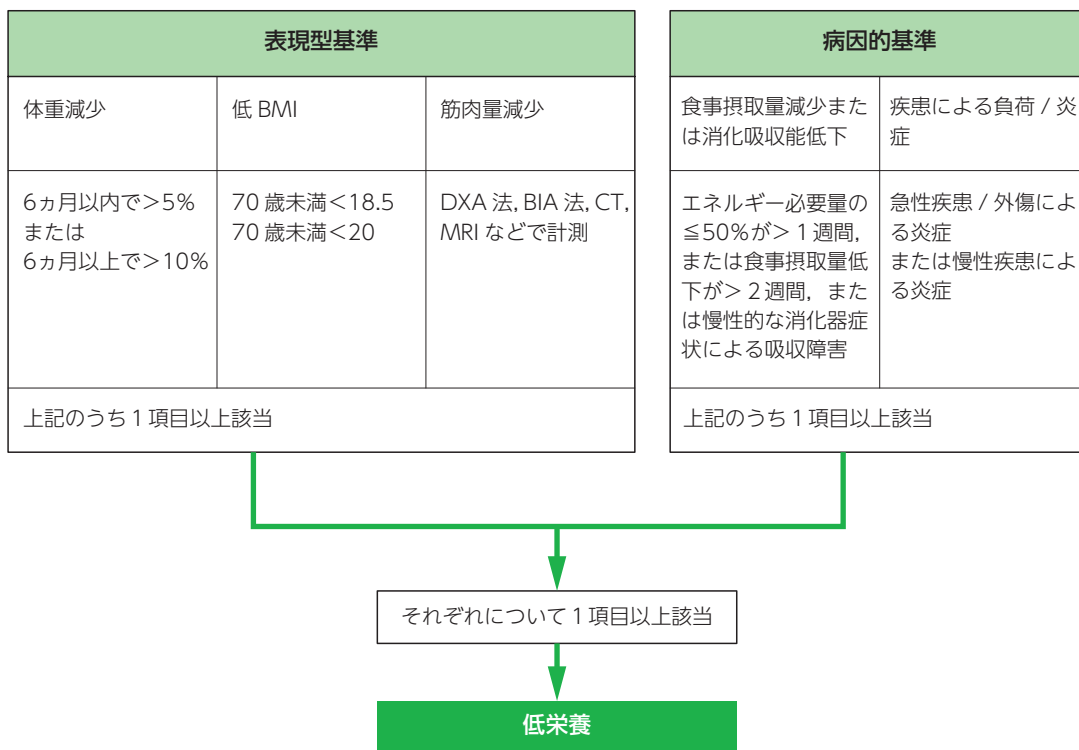 表現型基準
体重減少
低 BMI
筋肉量減少
6ヵ月以内で＞5%
または
6ヵ月以上で＞10%
70 歳未満＜18.5
70 歳未満＜20
DXA 法, BIA 法, CT,
MRI などで計測
上記のうち 1 項目以上該当
病因的基準
食事摂取量減少また
は消化吸収能低下
疾患による負荷 / 炎
症
エネルギー必要量の
≦50%が＞ 1 週間,
または食事摂取量低
下が＞ 2 週間, また
は慢性的な消化器症
状による吸収障害
急性疾患 / 外傷によ
る炎症
または慢性疾患によ
る炎症
上記のうち 1 項目以上該当
それぞれについて 1 項目以上該当
低栄養